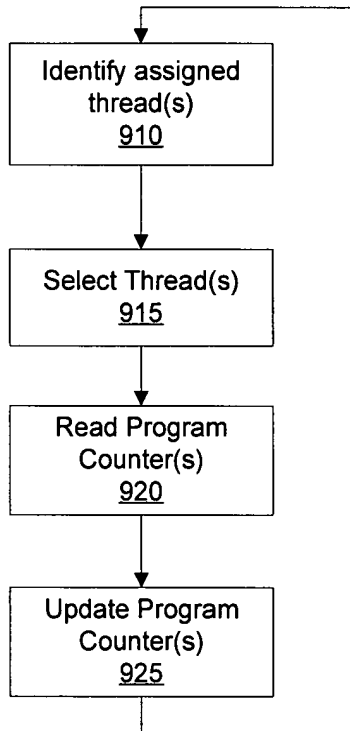 Identify assigned
thread(s)
910
Select Thread(s)
915
Read Program
Counter(s)
920
Update Program
Counter(s)
925